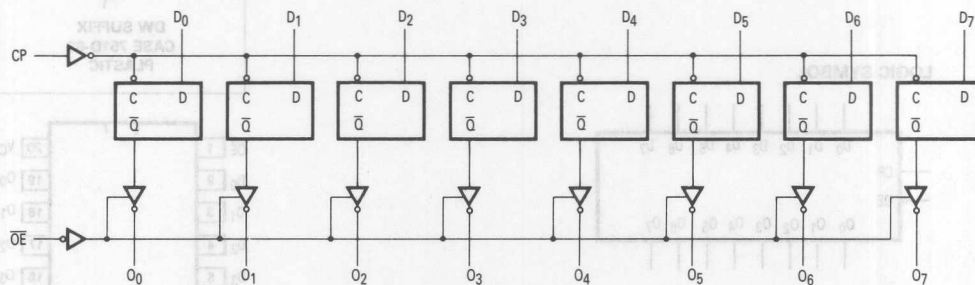 D0 D1 D2 D3 D4 D5 D6 D7
CP
C D C D C D C D C D C D C D C D
Q̅ Q̅ Q̅ Q̅ Q̅ Q̅ Q̅ Q̅
O̅E̅
O0 O1 O2 O3 O4 O5 O6 O7
DW SUFFIX
CASE 751D
PLASTIC
LOGIC SYMBOL